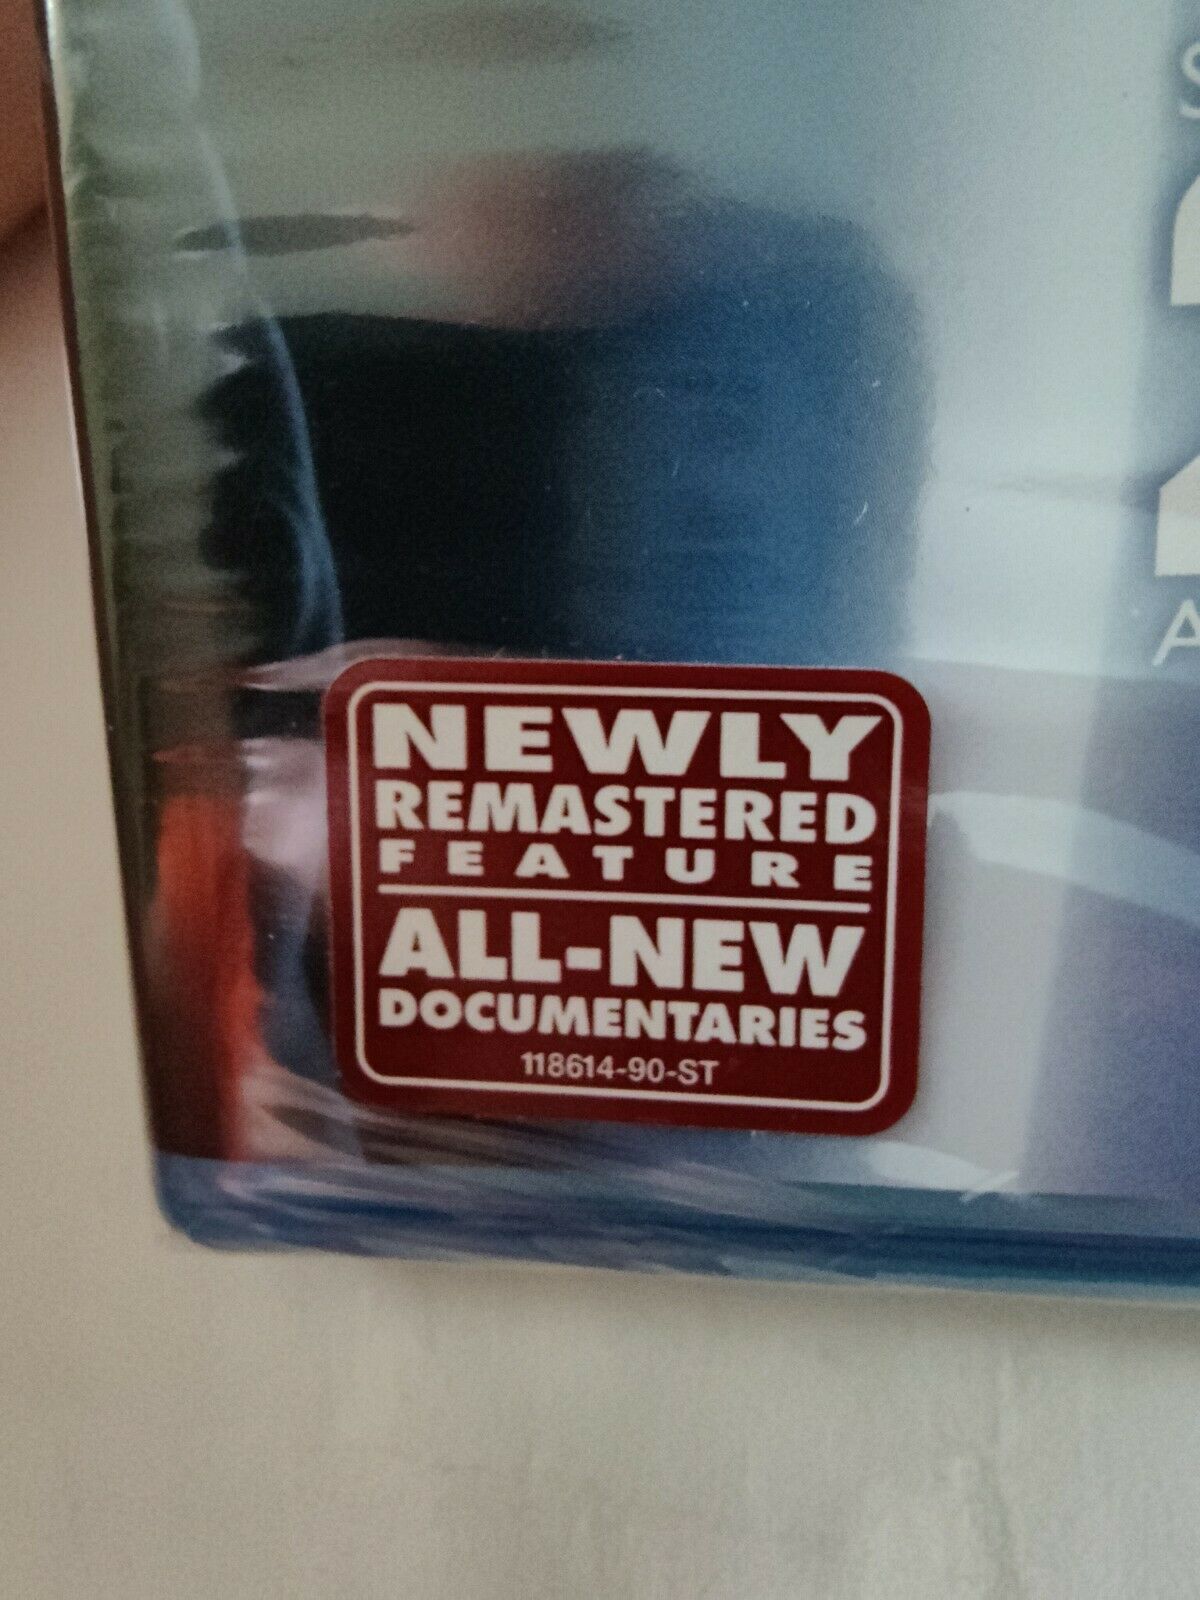 NEWLY
REMASTERED
FEATURE
ALL-NEW
DOCUMENTARIES
118614-90-ST
S
A